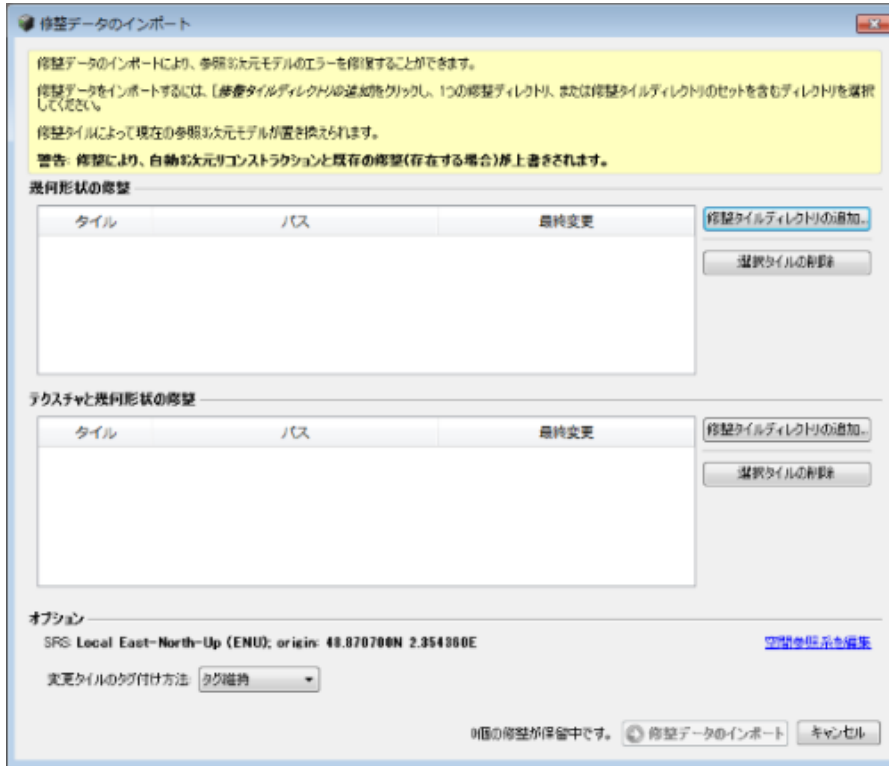 修整データのインポート
修整データのインポートにより、参照3次元モデルのエラーを修復することができます。
修整データをインポートするには、[修整タイルディレクトリの追加]をクリックし、1つの修整ディレクトリ、または修整タイルディレクトリのセットを含むディレクトリを選択
してください。
修整タイルによって現在の参照3次元モデルが置き換えられます。
警告: 修整により、自動3次元リコンストラクションと既存の修整(存在する場合)が上書きされます。
幾何形状の修整
タイル パス 最終変更
修整タイルディレクトリの追加...
選択タイルの削除
テクスチャと幾何形状の修整
タイル パス 最終変更
修整タイルディレクトリの追加...
選択タイルの削除
オプション
SRS: Local East-North-Up (ENU); origin: 48.870700N 2.354360E
空間参照系を編集
変更タイルのタグ付け方法: タグ維持
0個の修整が保留中です。 修整データのインポート キャンセル